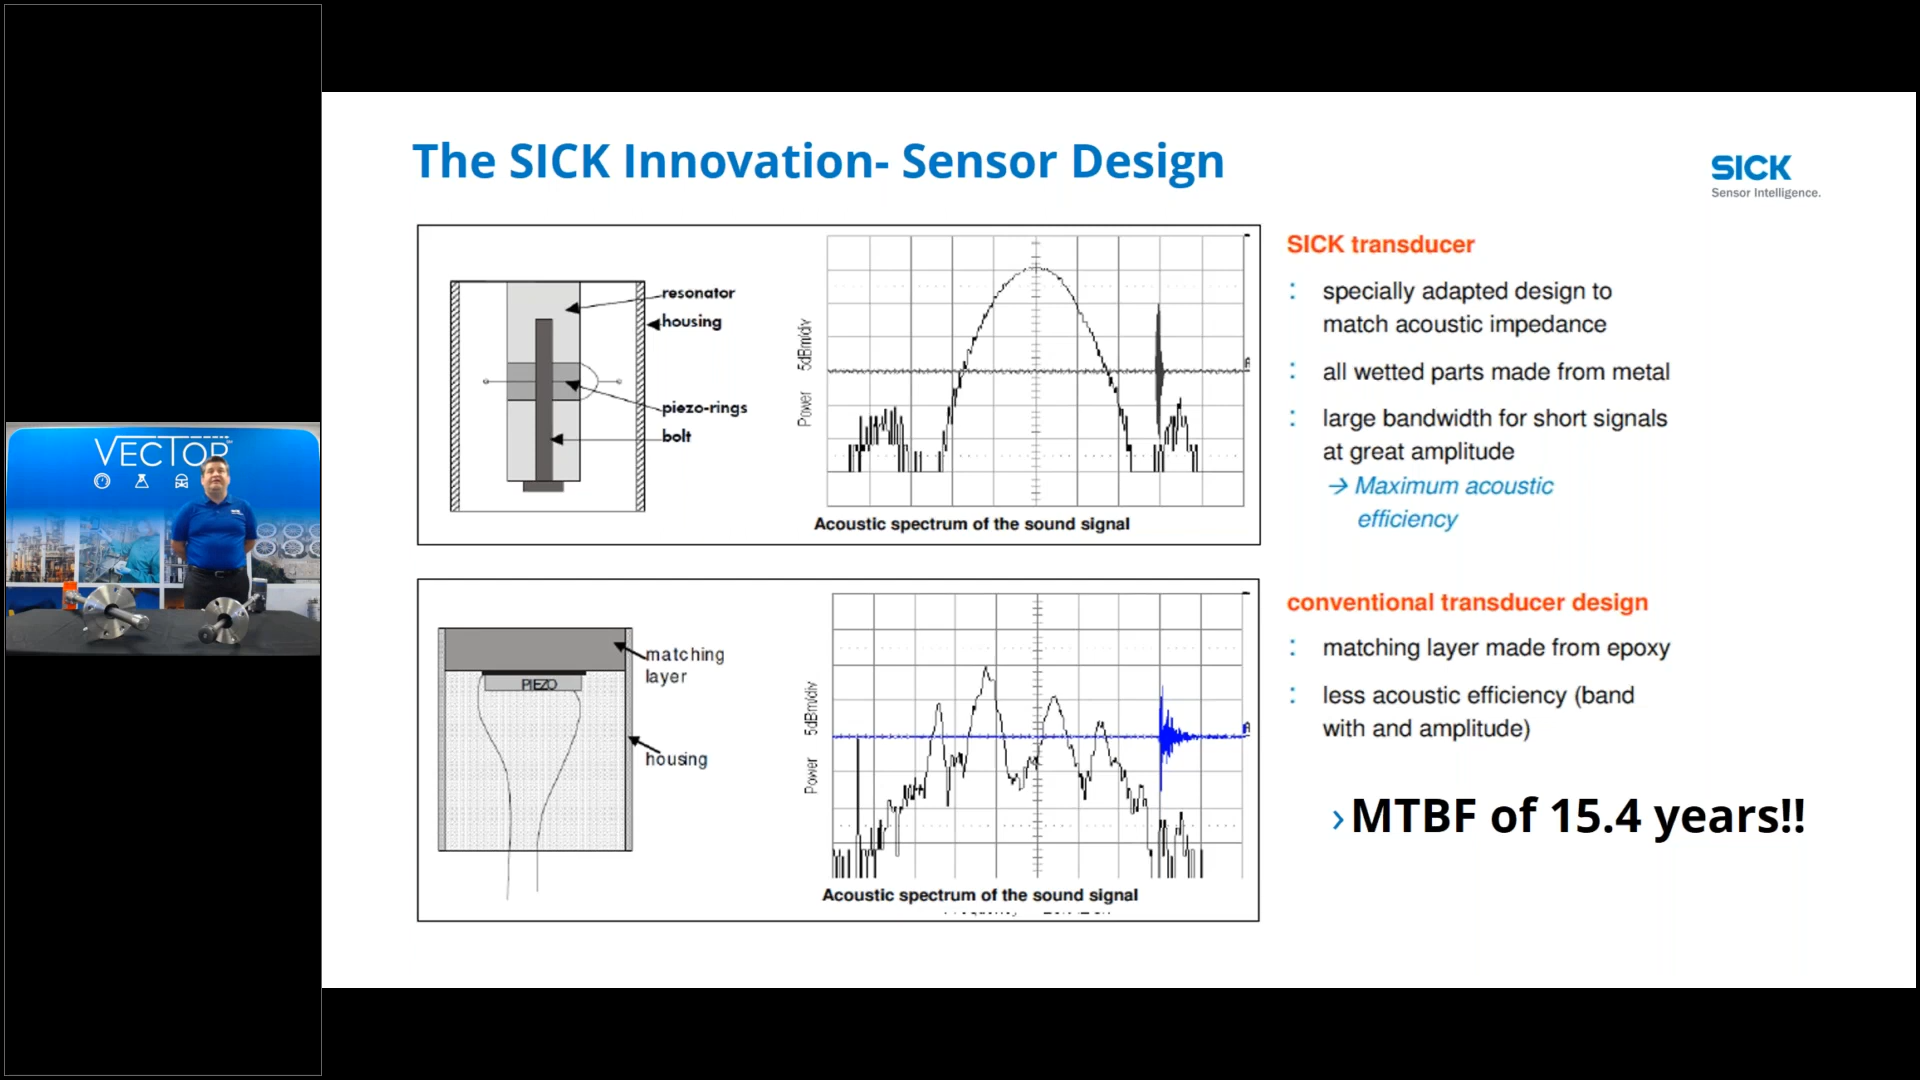 The SICK Innovation- Sensor Design
SICK
Sensor Intelligence.
resonator
housing
piezo-rings
bolt
Power 5dBm/div
Acoustic spectrum of the sound signal
SICK transducer
: specially adapted design to
match acoustic impedance
: all wetted parts made from metal
: large bandwidth for short signals
at great amplitude
→ Maximum acoustic
efficiency
VECTOR
matching
layer
PIEZO
housing
Power 5dBm/div
Acoustic spectrum of the sound signal
conventional transducer design
: matching layer made from epoxy
: less acoustic efficiency (band
with and amplitude)
› MTBF of 15.4 years!!